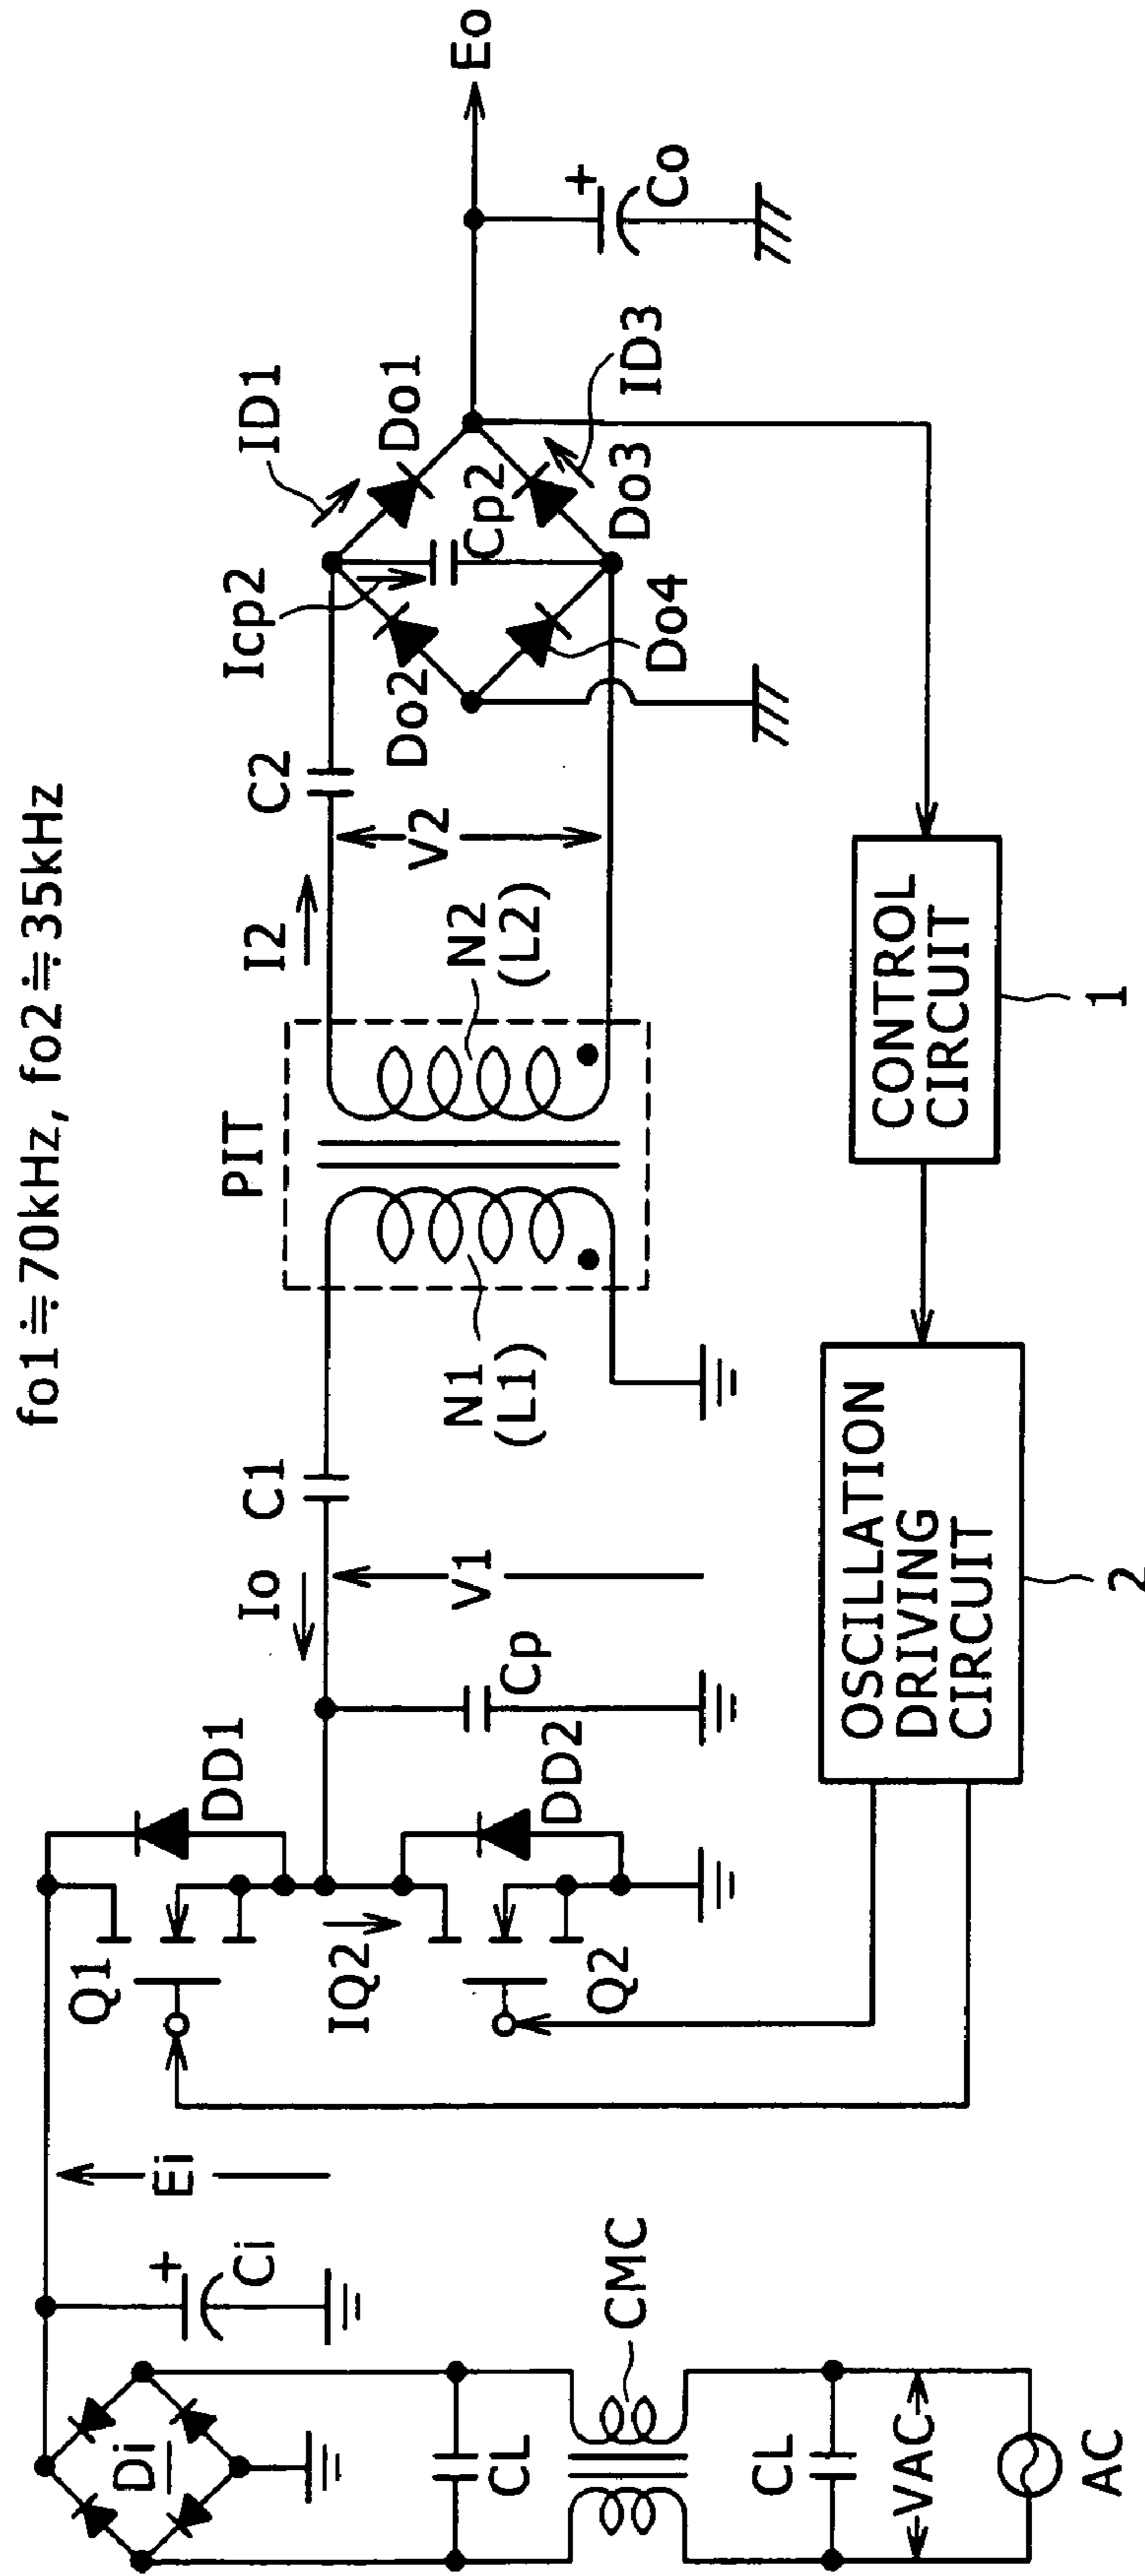 fo1≒70kHz, fo2≒35kHz
AC
VAC
CL
CMC
CL
Di
Ci
+
Ei
Q1
DD1
IQ2
Q2
DD2
Cp
Io
V1
C1
PIT
N1
(L1)
N2
(L2)
I2
V2
C2
Icp2
ID1
Do1
Do2
Cp2
Do3
Do4
ID3
+
Co
Eo
OSCILLATION
DRIVING
CIRCUIT
2
CONTROL
CIRCUIT
1